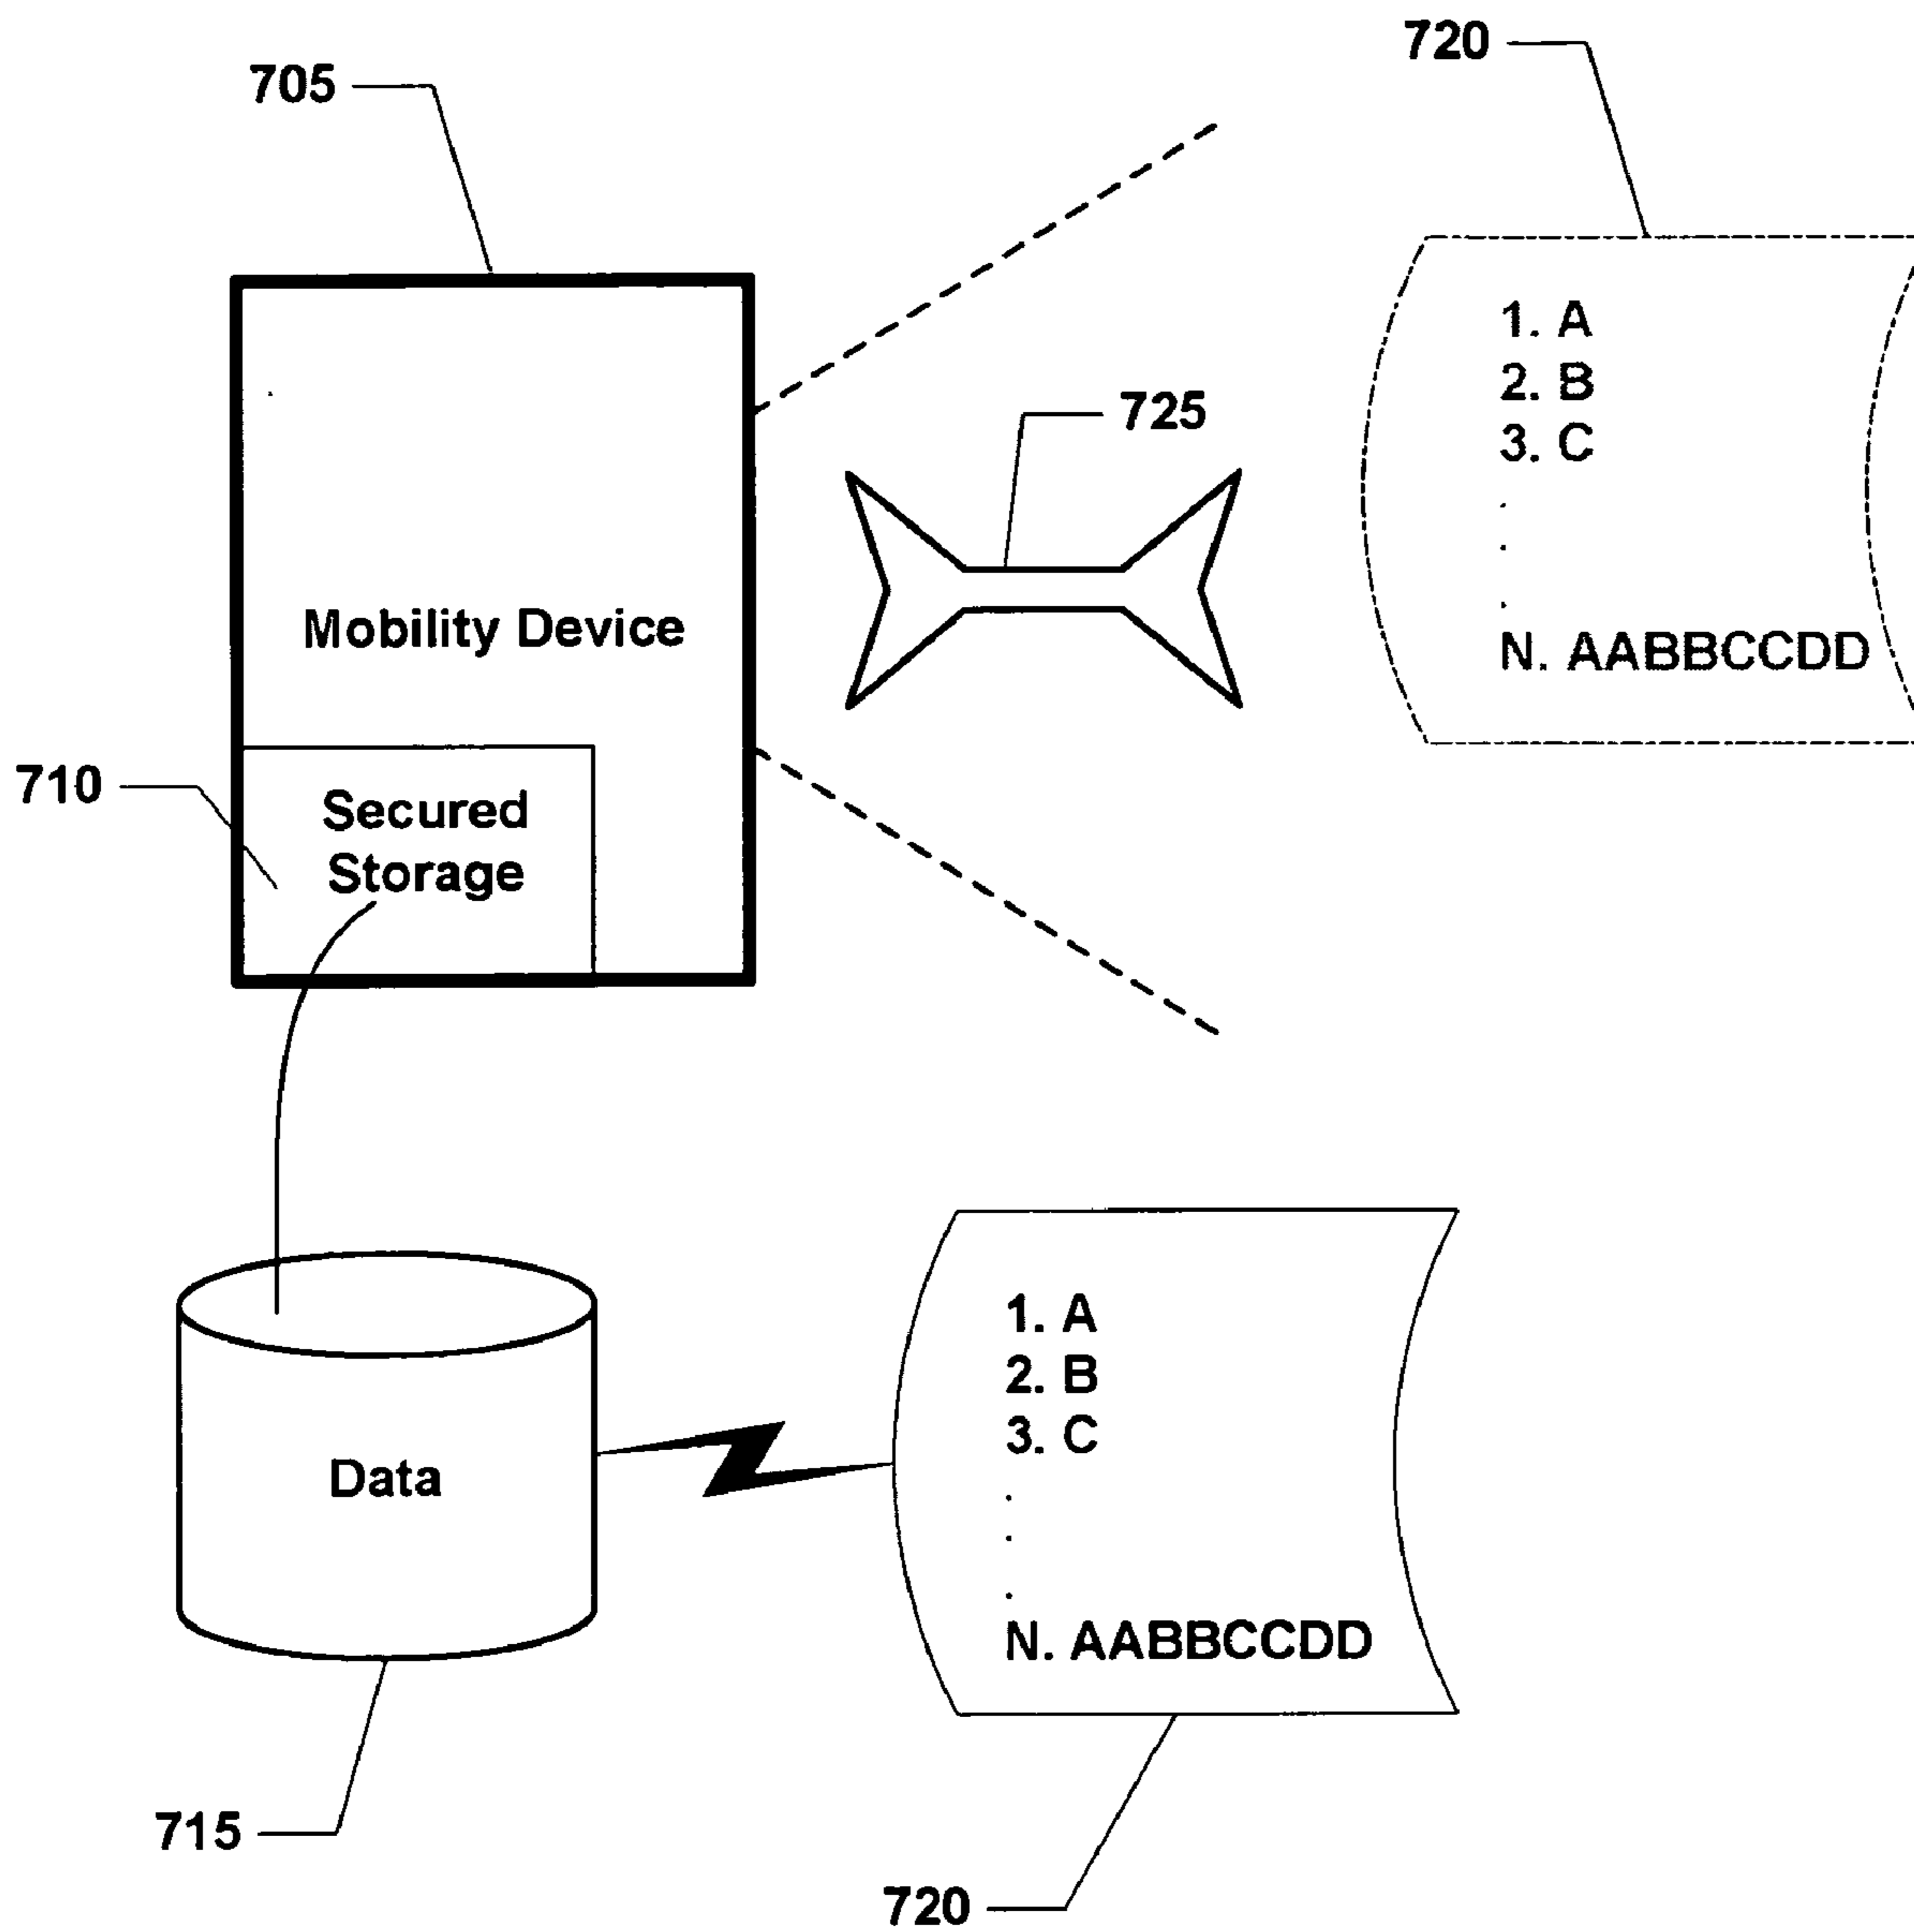 720
705
1. A
2. B
3. C
.
.
.
N. AABBCCDD
725
Mobility Device
710
Secured
Storage
1. A
2. B
3. C
.
.
.
N. AABBCCDD
Data
715
720